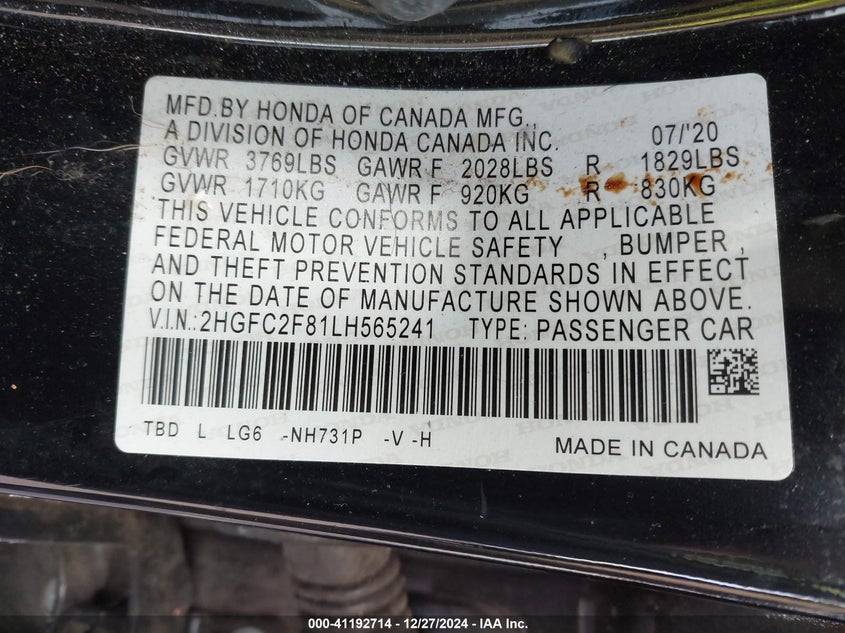 MFD.BY HONDA OF CANADA MFG.,
A DIVISION OF HONDA CANADA INC. 07/'20
GVWR 3769LBS GAWR F 2028LBS R 1829LBS
GVWR 1710KG GAWR F 920KG R 830KG
THIS VEHICLE CONFORMS TO ALL APPLICABLE
FEDERAL MOTOR VEHICLE SAFETY , BUMPER ,
AND THEFT PREVENTION STANDARDS IN EFFECT
ON THE DATE OF MANUFACTURE SHOWN ABOVE.
V.I.N.:2HGFC2F81LH565241 TYPE: PASSENGER CAR
TBD L LG6 -NH731P -V -H
MADE IN CANADA
000-41192714 - 12/27/2024 - IAA Inc.